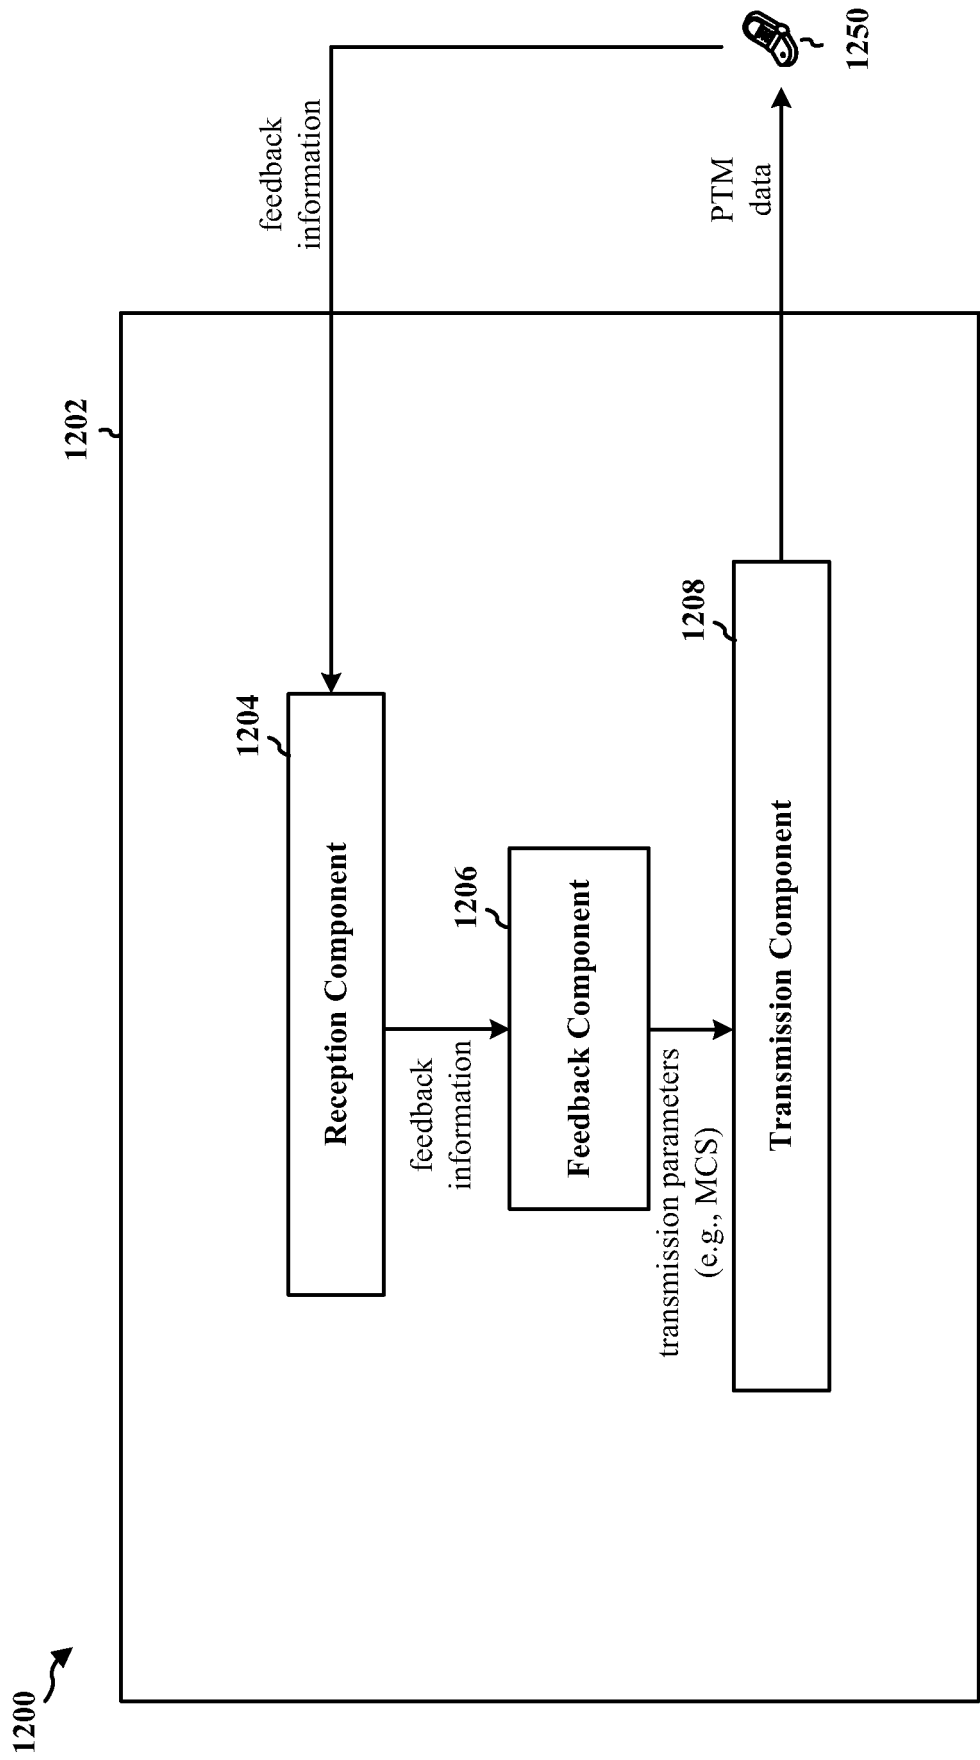 1200
1202
1204
Reception Component
feedback
information
feedback
information
1206
Feedback Component
transmission parameters
(e.g., MCS)
1208
Transmission Component
PTM
data
1250